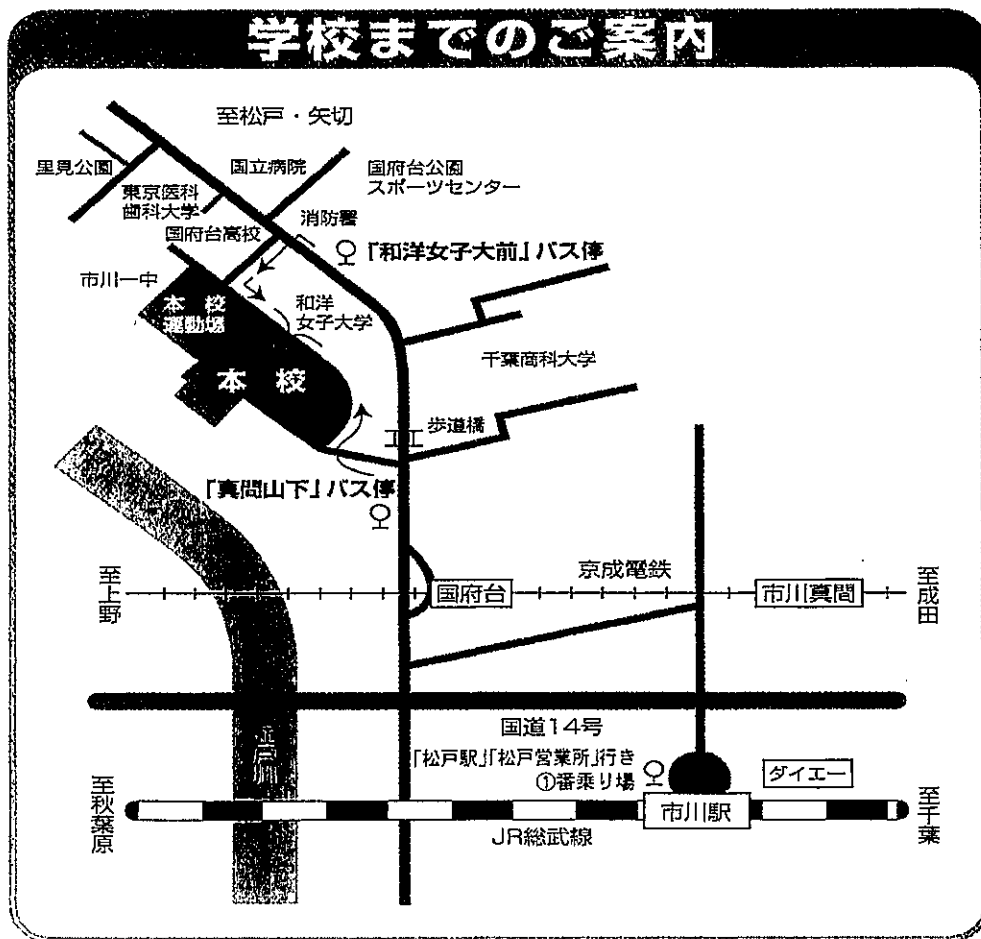 学校までのご案内
至松戸・矢切
里見公園
国立病院
国府台公園
スポーツセンター
東京医科
歯科大学
消防署
国府台高校
『和洋女子大前』バス停
市川一中
本校
運動場
和洋
女子大学
千葉商科大学
本校
歩道橋
『真間山下』バス停
至上野
国府台
京成電鉄
市川真間
至成田
国道14号
江戸川
「松戸駅」「松戸営業所」行き
①番乗り場
ダイエー
至秋葉原
市川駅
至千葉
JR総武線